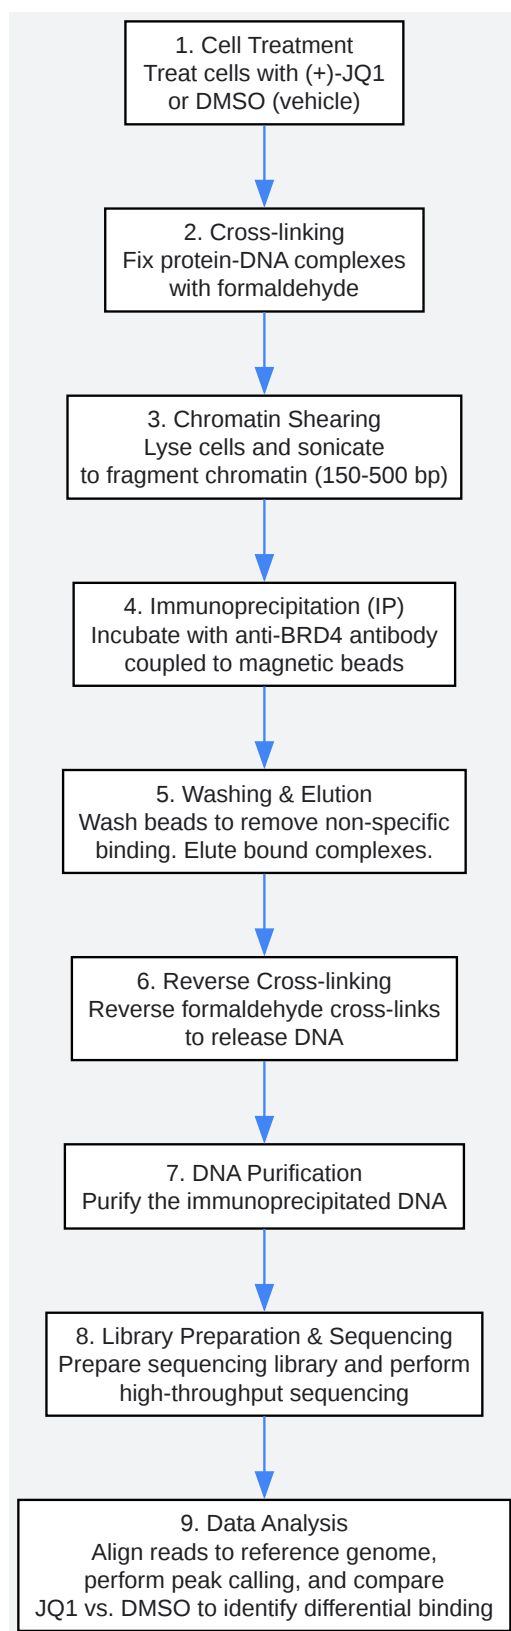 1. Cell Treatment
Treat cells with (+)-JQ1
or DMSO (vehicle)
2. Cross-linking
Fix protein-DNA complexes
with formaldehyde
3. Chromatin Shearing
Lyse cells and sonicate
to fragment chromatin (150-500 bp)
4. Immunoprecipitation (IP)
Incubate with anti-BRD4 antibody
coupled to magnetic beads
5. Washing & Elution
Wash beads to remove non-specific
binding. Elute bound complexes.
6. Reverse Cross-linking
Reverse formaldehyde cross-links
to release DNA
7. DNA Purification
Purify the immunoprecipitated DNA
8. Library Preparation & Sequencing
Prepare sequencing library and perform
high-throughput sequencing
9. Data Analysis
Align reads to reference genome,
perform peak calling, and compare
JQ1 vs. DMSO to identify differential binding